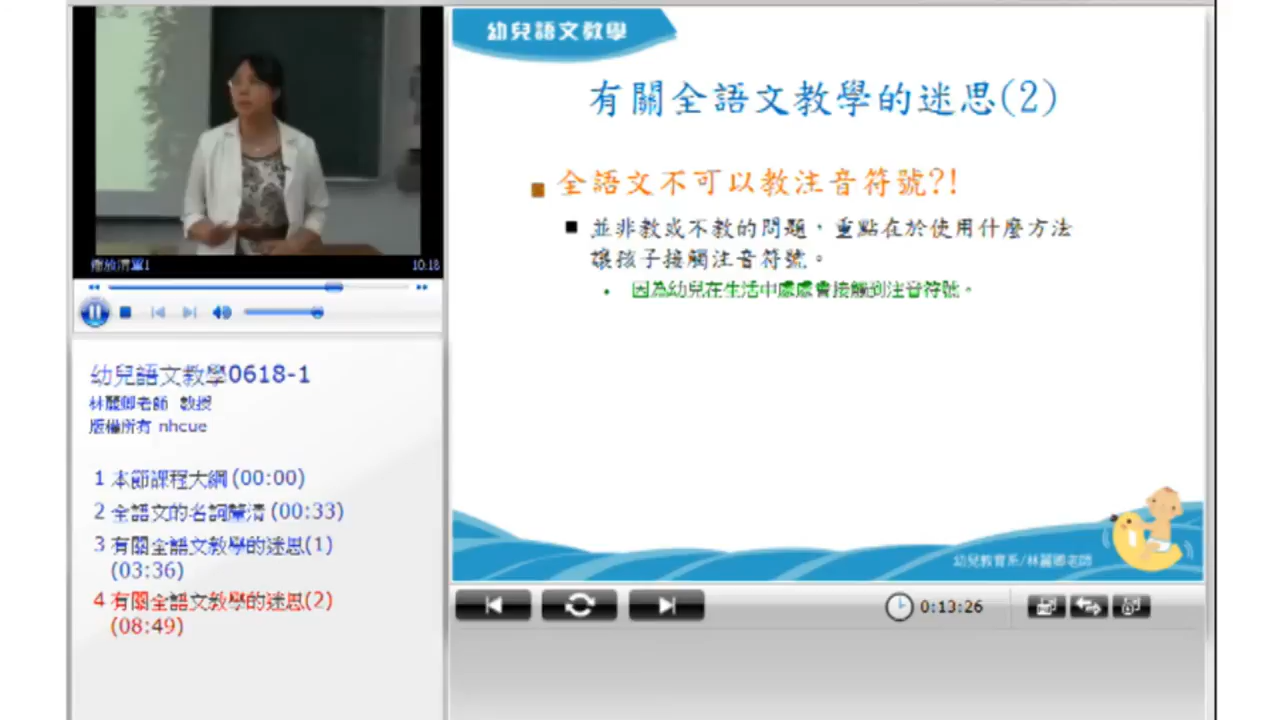 幼兒語文教學
有關全語文教學的迷思(2)
全語文不可以教注音符號?!
並非教或不教的問題，重點在於使用什麼方法
讓孩子接觸注音符號。
因為幼兒在生活中處處會接觸到注音符號。
幼兒教育系/林麗卿老師
0:13:26
播放清單1
10:18
幼兒語文教學0618-1
林麗卿老師 教授
版權所有 nhcue
1 本節課程大綱 (00:00)
2 全語文的名詞釐清 (00:33)
3 有關全語文教學的迷思(1)
(03:36)
4 有關全語文教學的迷思(2)
(08:49)